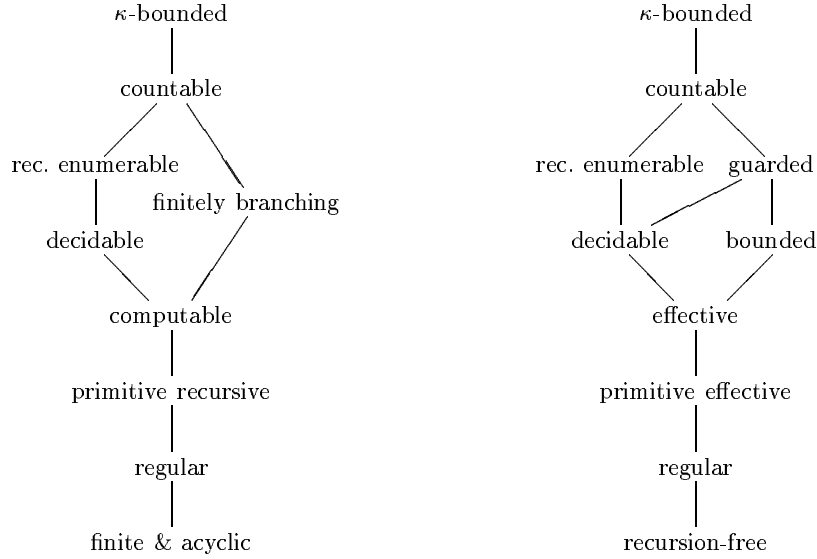 κ-bounded
countable
rec. enumerable
finitely branching
decidable
computable
primitive recursive
regular
finite & acyclic
κ-bounded
countable
rec. enumerable guarded
decidable bounded
effective
primitive effective
regular
recursion-free